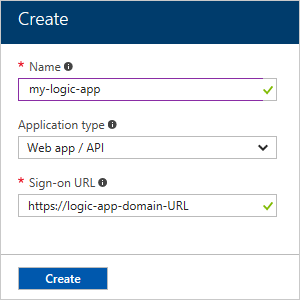 Create
* Name
my-logic-app
Application type
Web app / API
* Sign-on URL
https://logic-app-domain-URL
Create